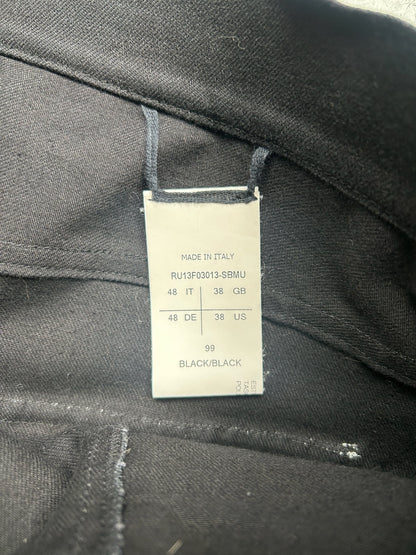 MADE IN ITALY
RU13F03013-SBMU
48 IT 38 GB
48 DE 38 US
99
BLACK/BLACK